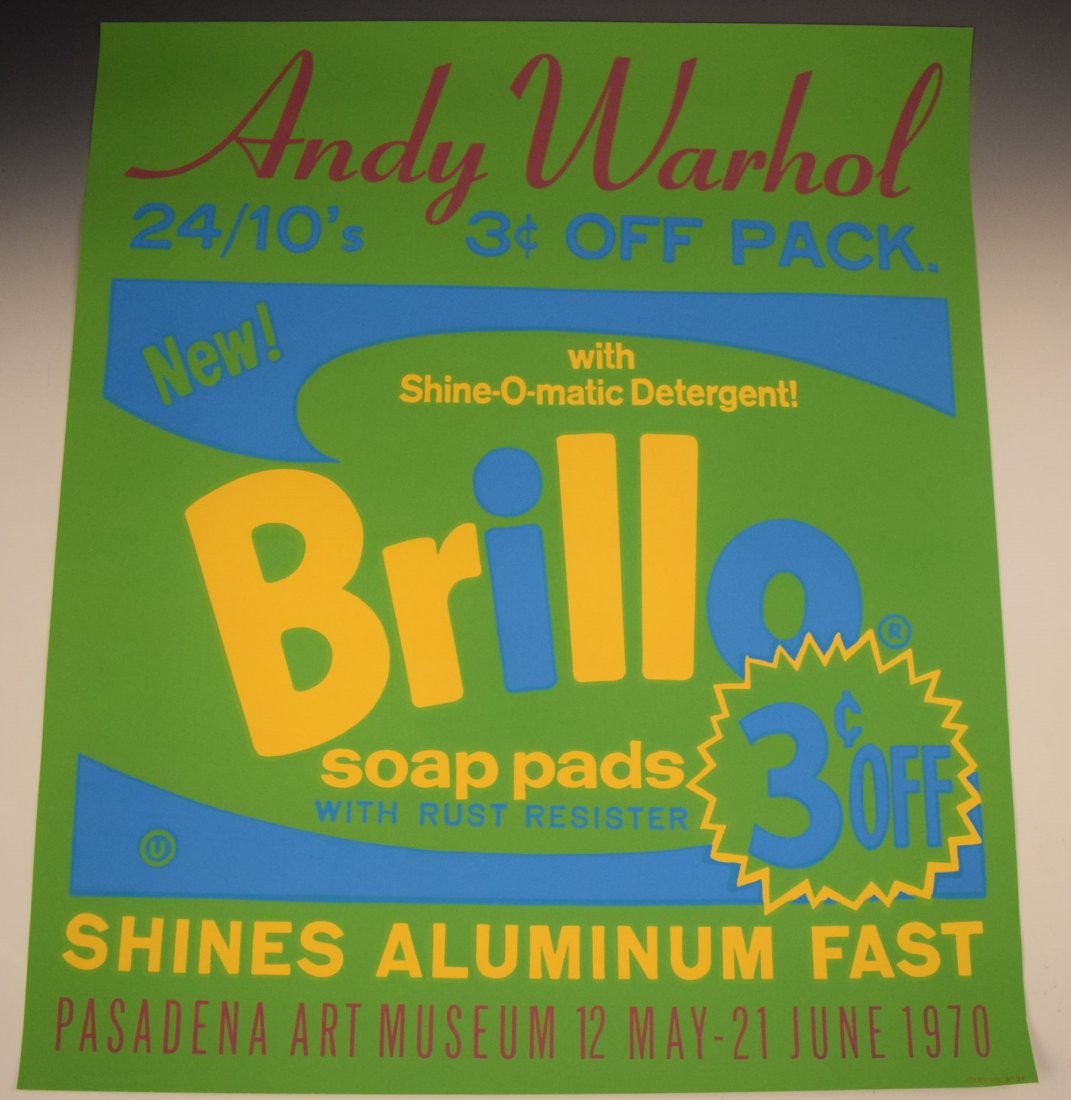 Andy Warhol
24/10's 3¢ OFF PACK.
New!
with
Shine-O-matic Detergent!
Brillo®
3¢ OFF
soap pads
WITH RUST RESISTER
Ⓤ
SHINES ALUMINUM FAST
PASADENA ART MUSEUM 12 MAY-21 JUNE 1970